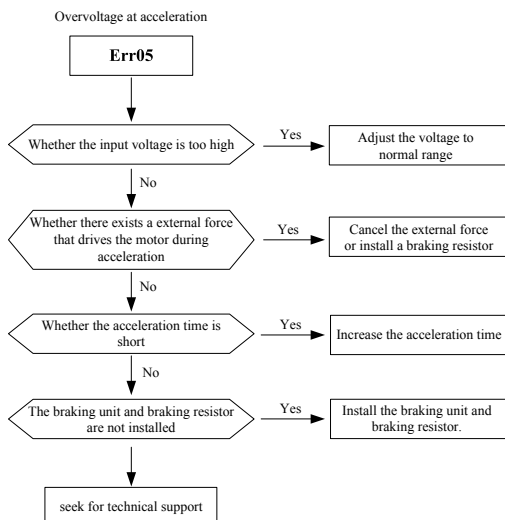 Overvoltage at acceleration
Err05
Whether the input voltage is too high
Yes
Adjust the voltage to
normal range
No
Whether there exists a external force
that drives the motor during
acceleration
Yes
Cancel the external force
or install a braking resistor
No
Whether the acceleration time is
short
Yes
Increase the acceleration time
No
The braking unit and braking resistor
are not installed
Yes
Install the braking unit and
braking resistor.
seek for technical support